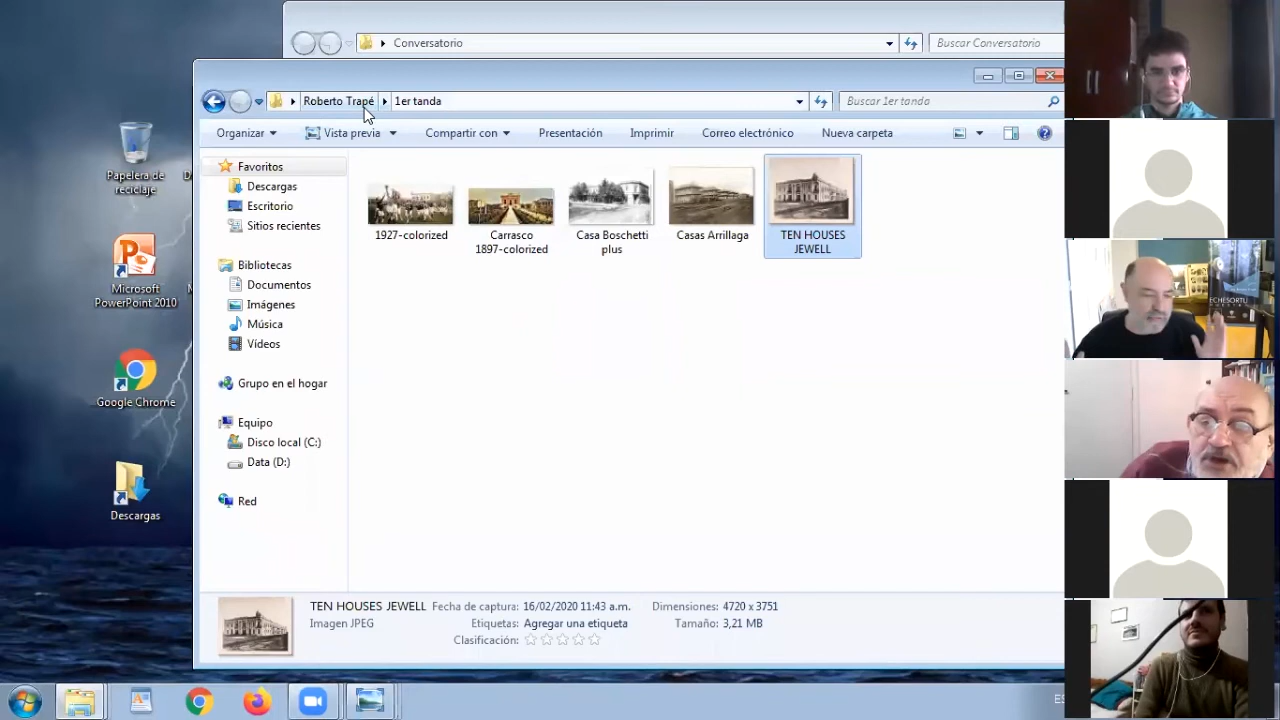 Conversatorio
Buscar Conversatorio
Roberto Trapé
1er tanda
Buscar 1er tanda
Organizar
Vista previa
Compartir con
Presentación
Imprimir
Correo electrónico
Nueva carpeta
Favoritos
Descargas
Escritorio
Sitios recientes
Bibliotecas
Documentos
Imágenes
Música
Vídeos
Grupo en el hogar
Equipo
Disco local (C:)
Data (D:)
Red
1927-colorized
Carrasco
1897-colorized
Casa Boschetti
plus
Casas Arrillaga
TEN HOUSES
JEWELL
Papelera de
reciclaje
Microsoft
PowerPoint 2010
Google Chrome
Descargas
TEN HOUSES JEWELL
Imagen JPEG
Fecha de captura: 16/02/2020 11:43 a.m.
Etiquetas: Agregar una etiqueta
Clasificación:
Dimensiones: 4720 x 3751
Tamaño: 3,21 MB
ES
ECHESORTU